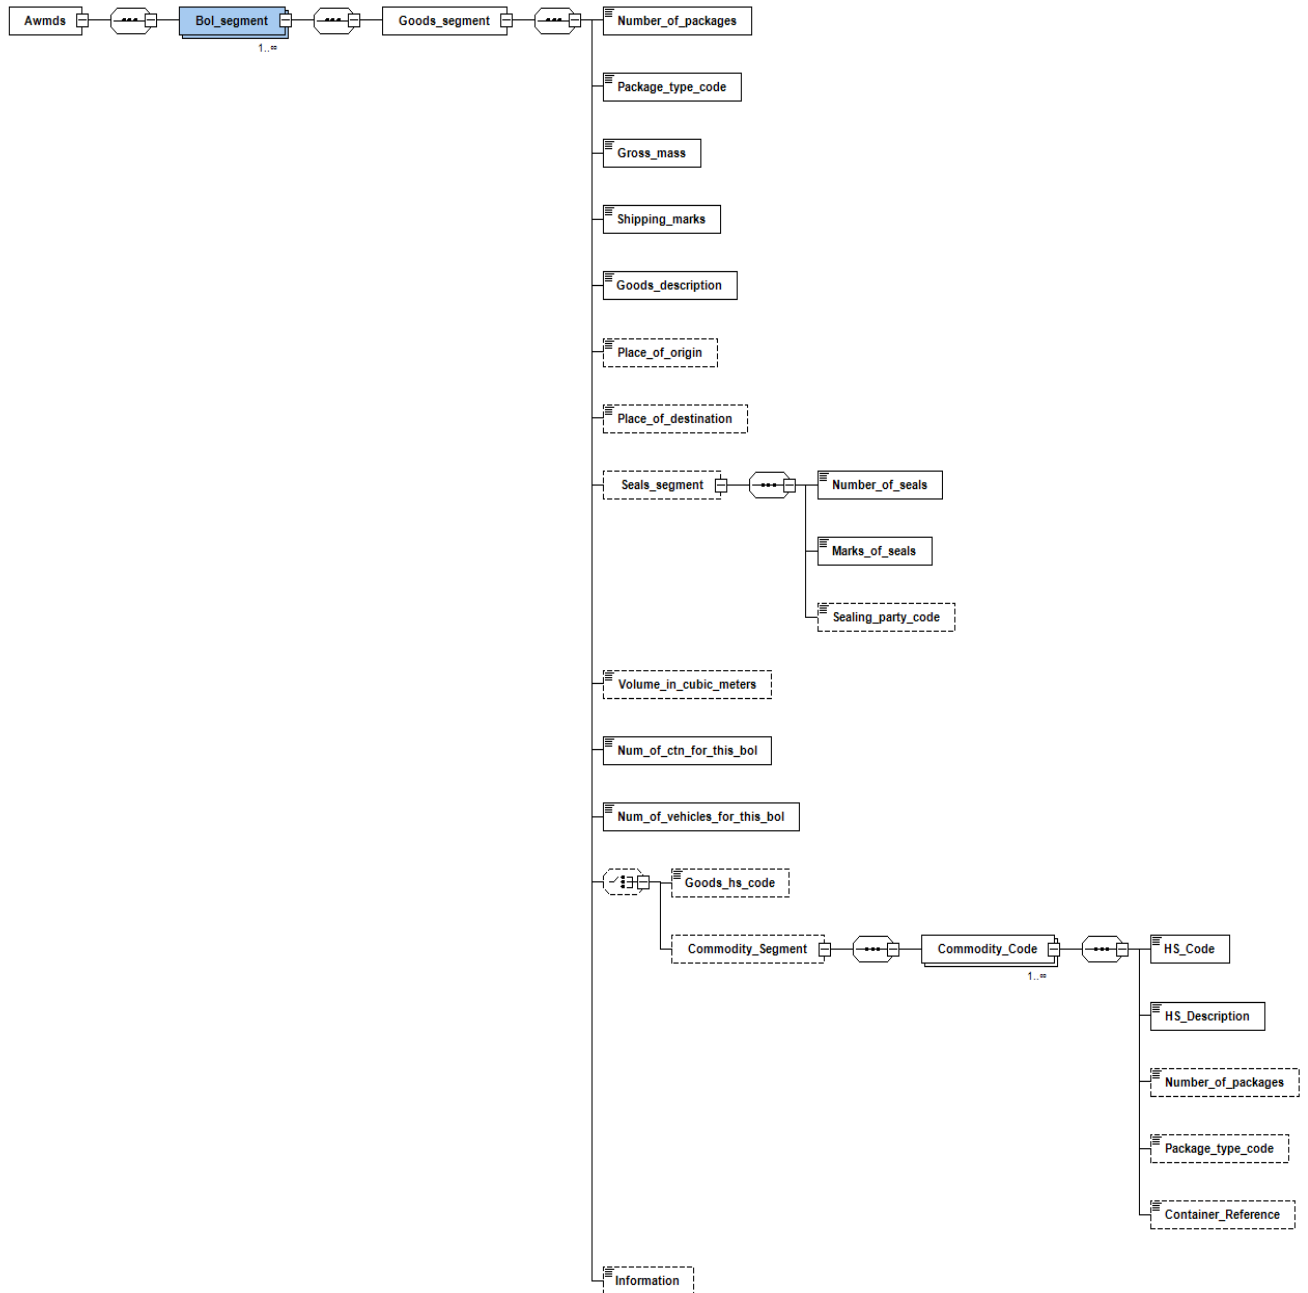 Awmds
Bol_segment
Goods_segment
Number_of_packages
1..∞
Package_type_code
Gross_mass
Shipping_marks
Goods_description
Place_of_origin
Place_of_destination
Seals_segment
Number_of_seals
Marks_of_seals
Sealing_party_code
Volume_in_cubic_meters
Num_of_ctn_for_this_bol
Num_of_vehicles_for_this_bol
Goods_hs_code
Commodity_Segment
Commodity_Code
HS_Code
1..∞
HS_Description
Number_of_packages
Package_type_code
Container_Reference
Information